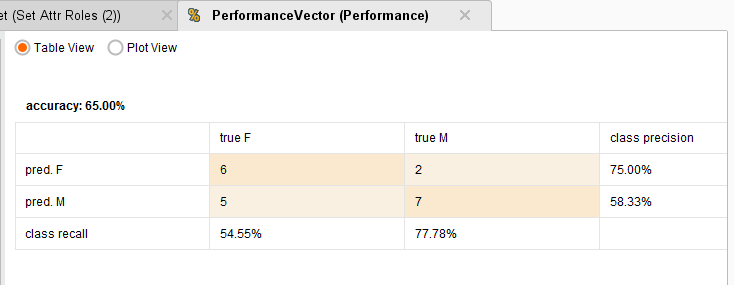 et (Set Attr Roles (2))
PerformanceVector (Performance)
Table View
Plot View
accuracy: 65.00%
true F
true M
class precision
pred. F
6
2
75.00%
pred. M
5
7
58.33%
class recall
54.55%
77.78%